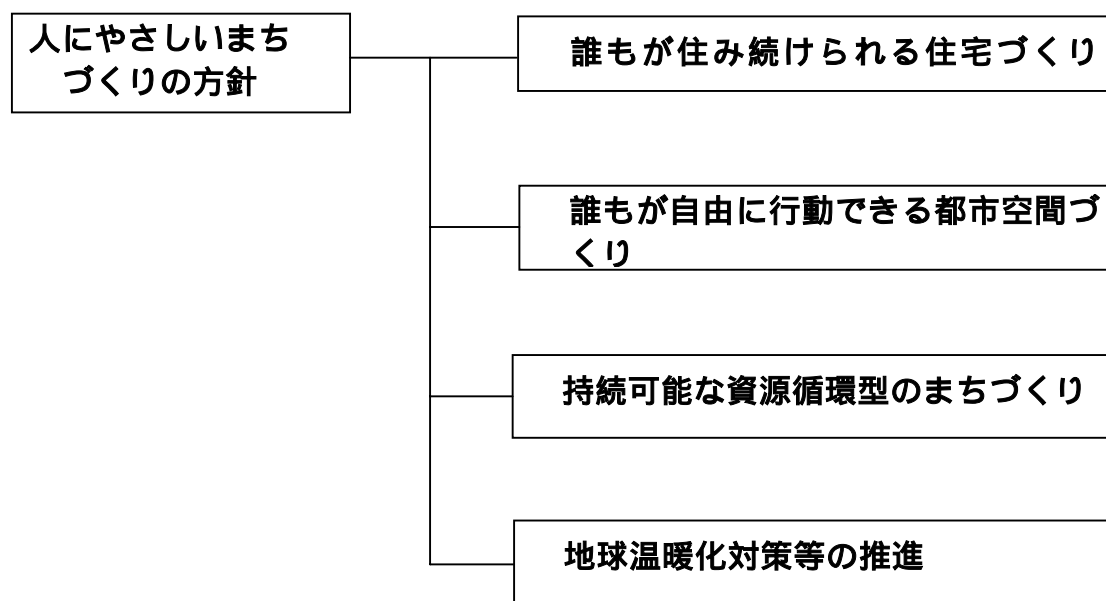 人にやさしいまち
づくりの方針
誰もが住み続けられる住宅づくり
誰もが自由に行動できる都市空間づ
くり
持続可能な資源循環型のまちづくり
地球温暖化対策等の推進